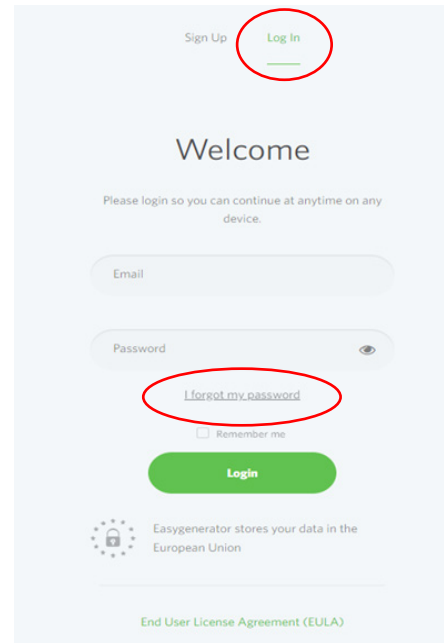 Sign Up Log In
Welcome
Please login so you can continue at anytime on any
device.
Email
Password
I forgot my password
Remember me
Login
Easygenerator stores your data in the
European Union
End User License Agreement (EULA)